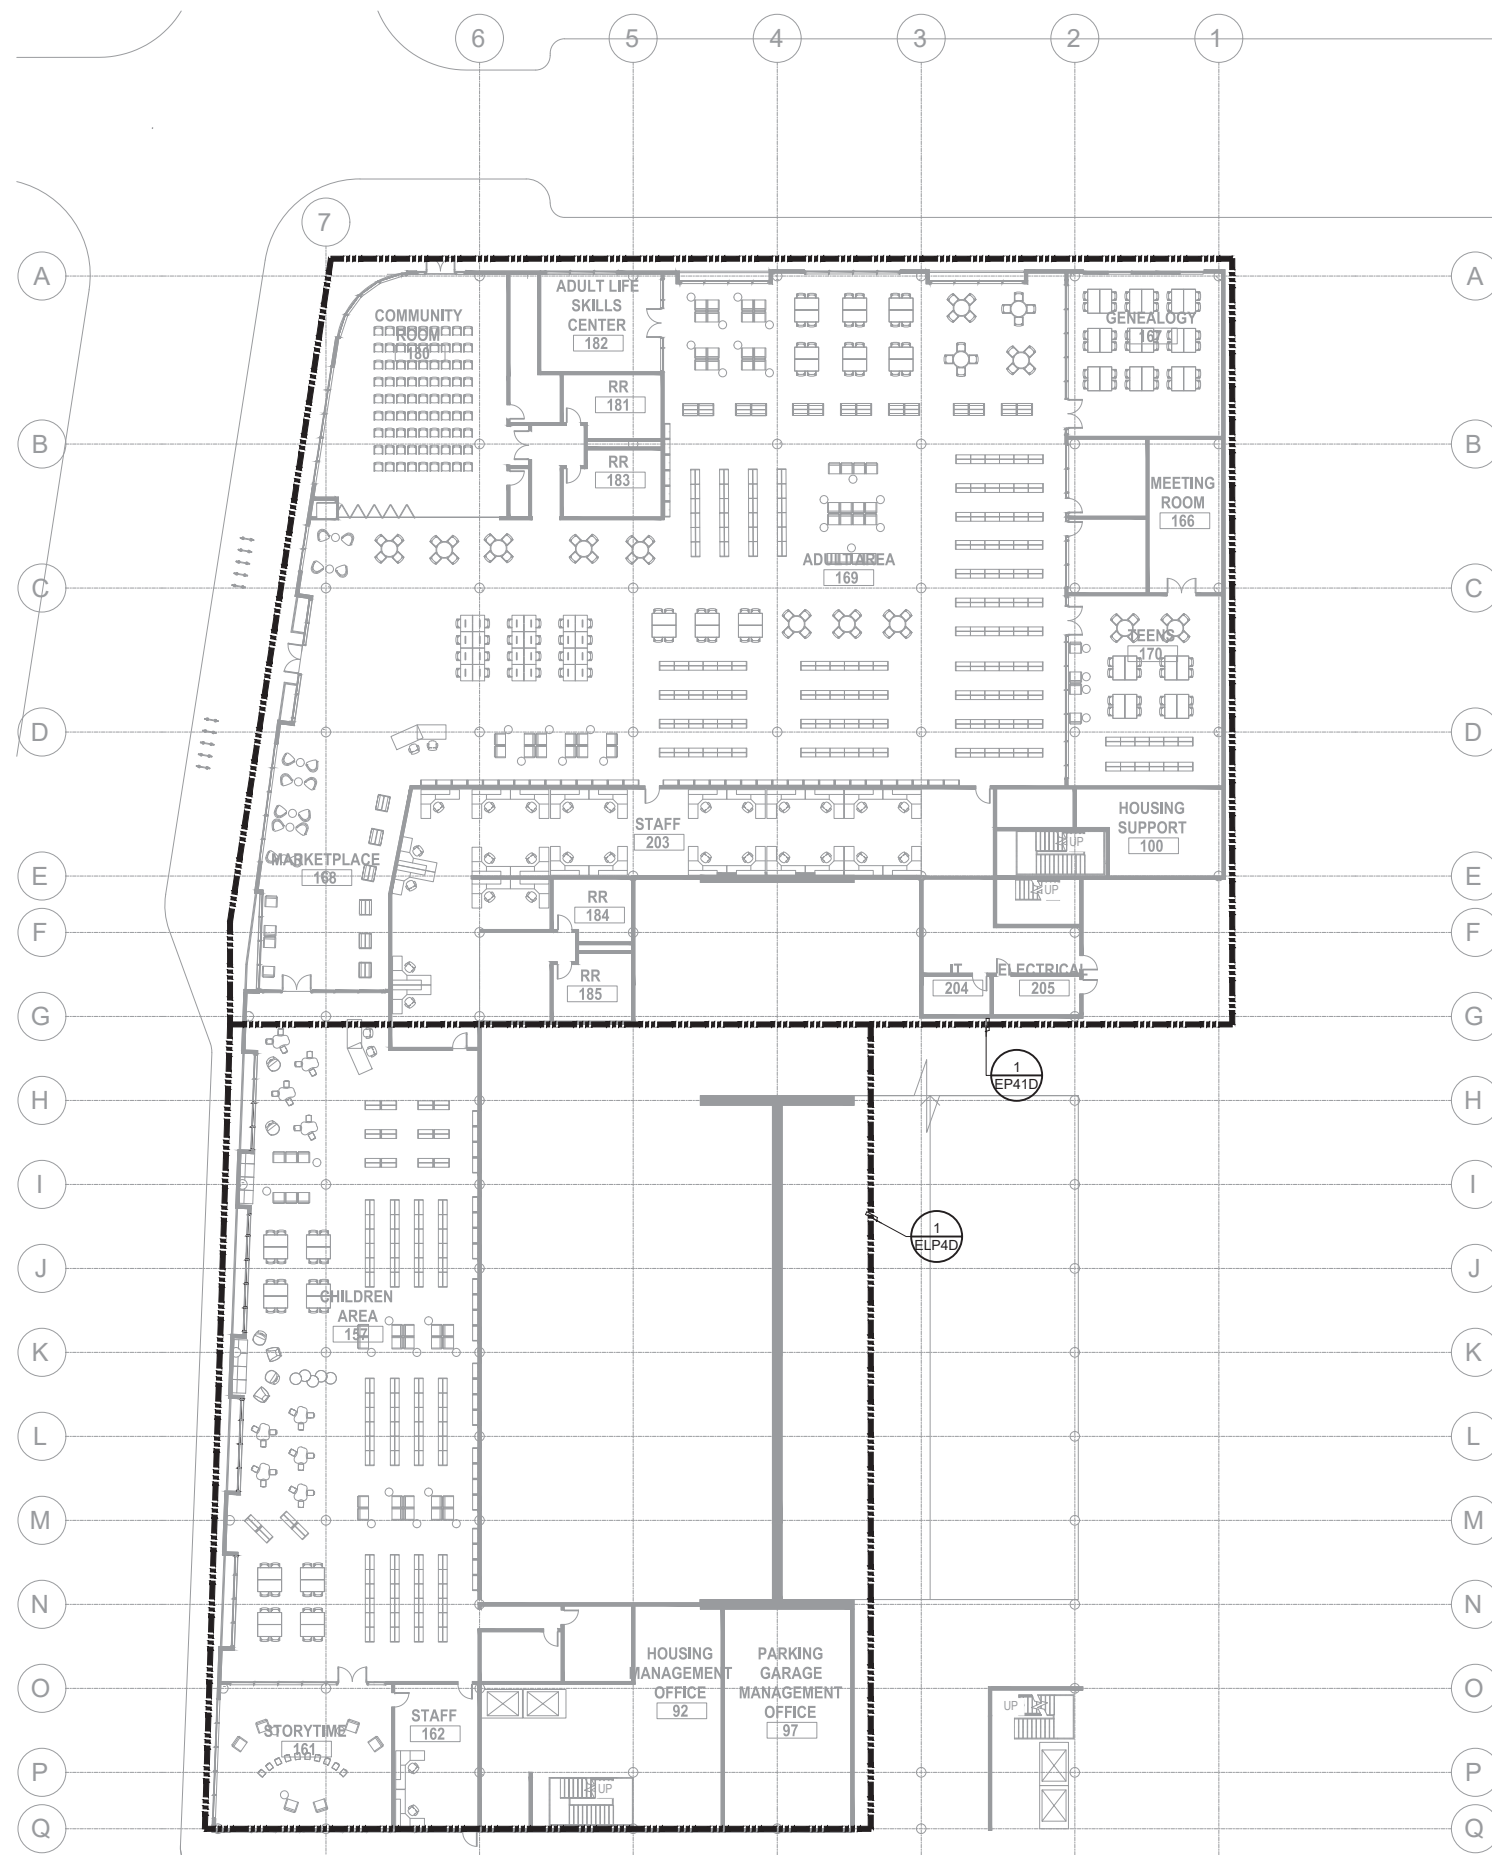 6
5
4
3
2
1
7
A
A
ADULT LIFE
SKILLS
CENTER
182
COMMUNITY
ROOM
180
GENEALOGY
167
RR
181
B
B
RR
183
MEETING
ROOM
166
ADULT AREA
169
C
C
TEENS
170
D
D
HOUSING
SUPPORT
100
STAFF
203
UP
MARKETPLACE
168
E
E
UP
RR
184
F
F
RR
185
IT
204
ELECTRICAL
205
G
G
1
EP41D
H
H
I
I
1
ELP4D
J
J
CHILDREN
AREA
157
K
K
L
L
M
M
N
N
HOUSING
MANAGEMENT
OFFICE
92
PARKING
GARAGE
MANAGEMENT
OFFICE
97
O
O
UP
STAFF
162
STORYTIME
161
P
P
UP
Q
Q